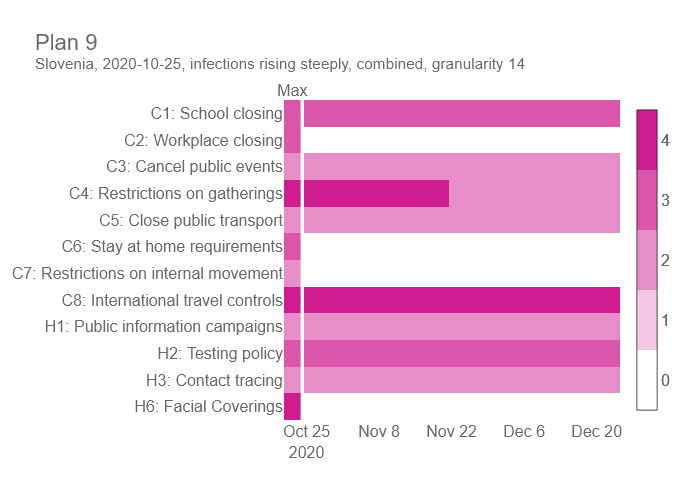 Plan 9
Slovenia, 2020-10-25, infections rising steeply, combined, granularity 14
Max
C1: School closing
C2: Workplace closing
C3: Cancel public events
C4: Restrictions on gatherings
C5: Close public transport
C6: Stay at home requirements
C7: Restrictions on internal movement
C8: International travel controls
H1: Public information campaigns
H2: Testing policy
H3: Contact tracing
H6: Facial Coverings
Oct 25 Nov 8 Nov 22 Dec 6 Dec 20
2020
4
3
2
1
0